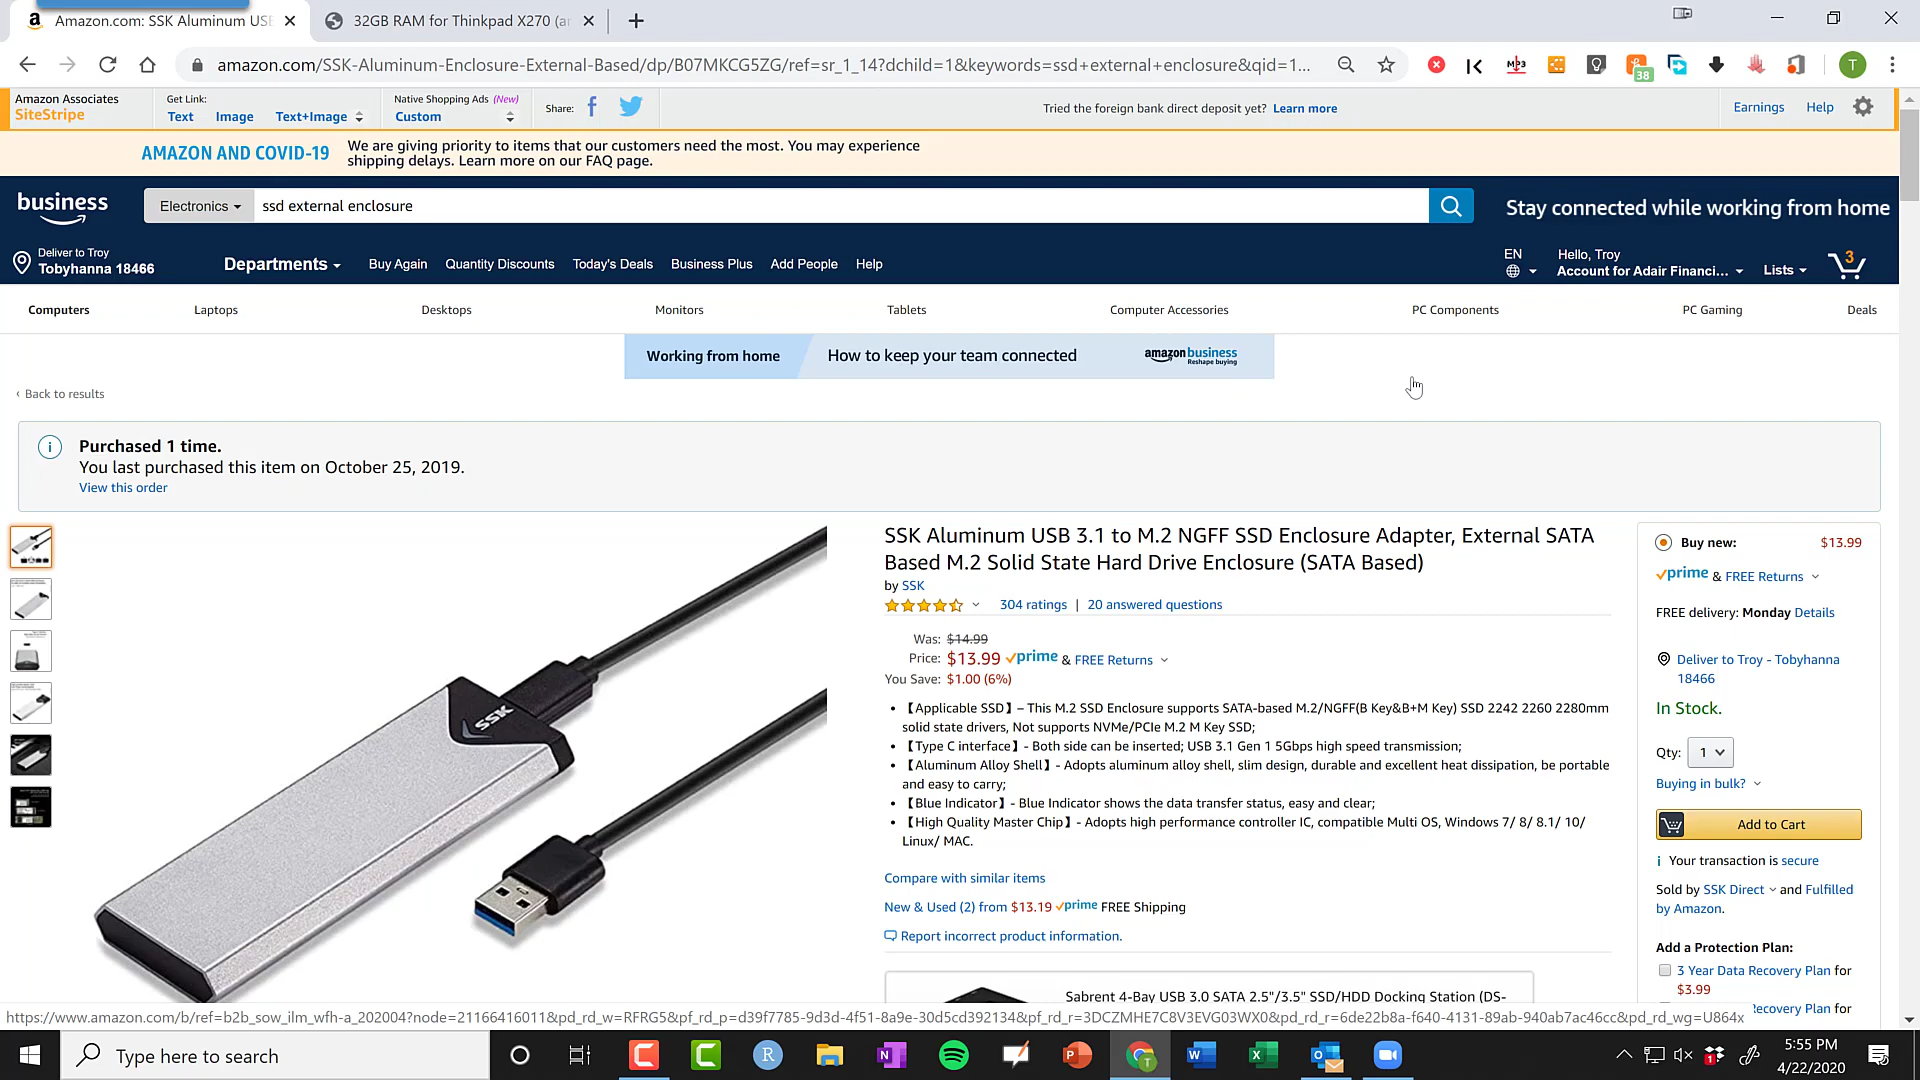 Amazon.com: SSK Aluminum USB
32GB RAM for Thinkpad X270 (an
amazon.com/SSK-Aluminum-Enclosure-External-Based/dp/B07MKCG5ZG/ref=sr_1_14?dchild=1&keywords=ssd+external+enclosure&qid=1...
MP3
38
T
Amazon Associates
SiteStripe
Get Link:
Text Image Text+Image
Native Shopping Ads (New)
Custom
Share:
Tried the foreign bank direct deposit yet? Learn more
Earnings Help
AMAZON AND COVID-19
We are giving priority to items that our customers need the most. You may experience
shipping delays. Learn more on our FAQ page.
business
Electronics
ssd external enclosure
Stay connected while working from home
Deliver to Troy
Tobyhanna 18466
Departments
Buy Again Quantity Discounts Today's Deals Business Plus Add People Help
EN
Hello, Troy
Account for Adair Financi...
Lists
3
Computers Laptops Desktops Monitors Tablets Computer Accessories PC Components PC Gaming Deals
Working from home How to keep your team connected amazonbusiness
Reshape buying
‹ Back to results
Purchased 1 time.
You last purchased this item on October 25, 2019.
View this order
SSK
SSK Aluminum USB 3.1 to M.2 NGFF SSD Enclosure Adapter, External SATA
Based M.2 Solid State Hard Drive Enclosure (SATA Based)
by SSK
304 ratings | 20 answered questions
Was: $14.99
Price: $13.99 prime & FREE Returns
You Save: $1.00 (6%)
• 【Applicable SSD】– This M.2 SSD Enclosure supports SATA-based M.2/NGFF(B Key&B+M Key) SSD 2242 2260 2280mm
solid state drivers, Not supports NVMe/PCIe M.2 M Key SSD;
• 【Type C interface】- Both side can be inserted; USB 3.1 Gen 1 5Gbps high speed transmission;
• 【Aluminum Alloy Shell】- Adopts aluminum alloy shell, slim design, durable and excellent heat dissipation, be portable
and easy to carry;
• 【Blue Indicator】- Blue Indicator shows the data transfer status, easy and clear;
• 【High Quality Master Chip】- Adopts high performance controller IC, compatible Multi OS, Windows 7/ 8/ 8.1/ 10/
Linux/ MAC.
Compare with similar items
New & Used (2) from $13.19 prime FREE Shipping
Report incorrect product information.
Sabrent 4-Bay USB 3.0 SATA 2.5"/3.5" SSD/HDD Docking Station (DS-
Buy new: $13.99
prime & FREE Returns
FREE delivery: Monday Details
Deliver to Troy - Tobyhanna
18466
In Stock.
Qty: 1
Buying in bulk?
Add to Cart
Your transaction is secure
Sold by SSK Direct and Fulfilled
by Amazon.
Add a Protection Plan:
3 Year Data Recovery Plan for
$3.99
ecovery Plan for
https://www.amazon.com/b/ref=b2b_sow_ilm_wfh-a_202004?node=21166416011&pd_rd_w=RFRG5&pf_rd_p=d39f7785-9d3d-4f51-8a9e-30d5cd392134&pf_rd_r=3DCZMHE7C8V3EVG03WX0&pd_rd_r=6de22b8a-f640-4131-89ab-940ab7ac46cc&pd_rd_wg=U864x
Type here to search
5:55 PM
4/22/2020